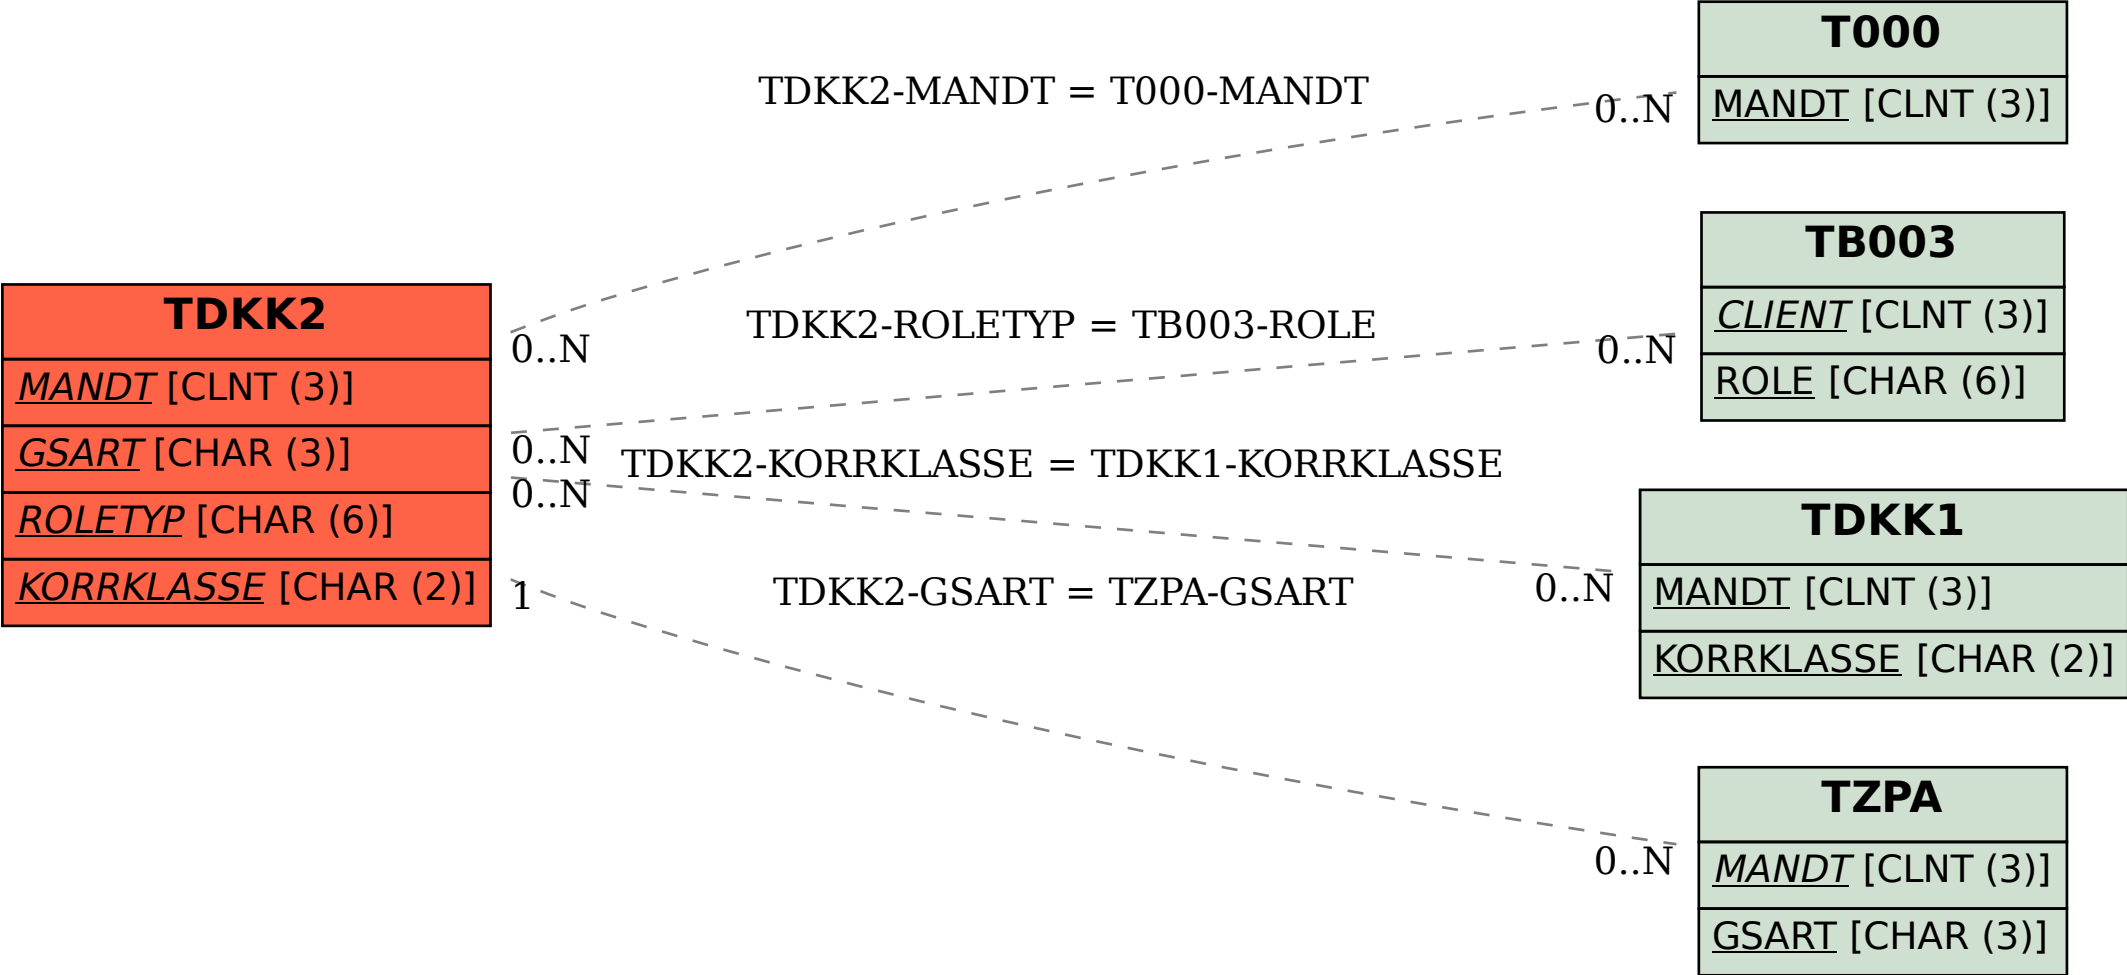 T000
MANDT [CLNT (3)]
TDKK2-MANDT = T000-MANDT
0..N
TB003
CLIENT [CLNT (3)]
ROLE [CHAR (6)]
TDKK2
MANDT [CLNT (3)]
GSART [CHAR (3)]
ROLETYP [CHAR (6)]
KORRKLASSE [CHAR (2)]
0..N
TDKK2-ROLETYP = TB003-ROLE
0..N
0..N
TDKK2-KORRKLASSE = TDKK1-KORRKLASSE
0..N
0..N
TDKK1
MANDT [CLNT (3)]
KORRKLASSE [CHAR (2)]
1
TDKK2-GSART = TZPA-GSART
0..N
TZPA
MANDT [CLNT (3)]
GSART [CHAR (3)]